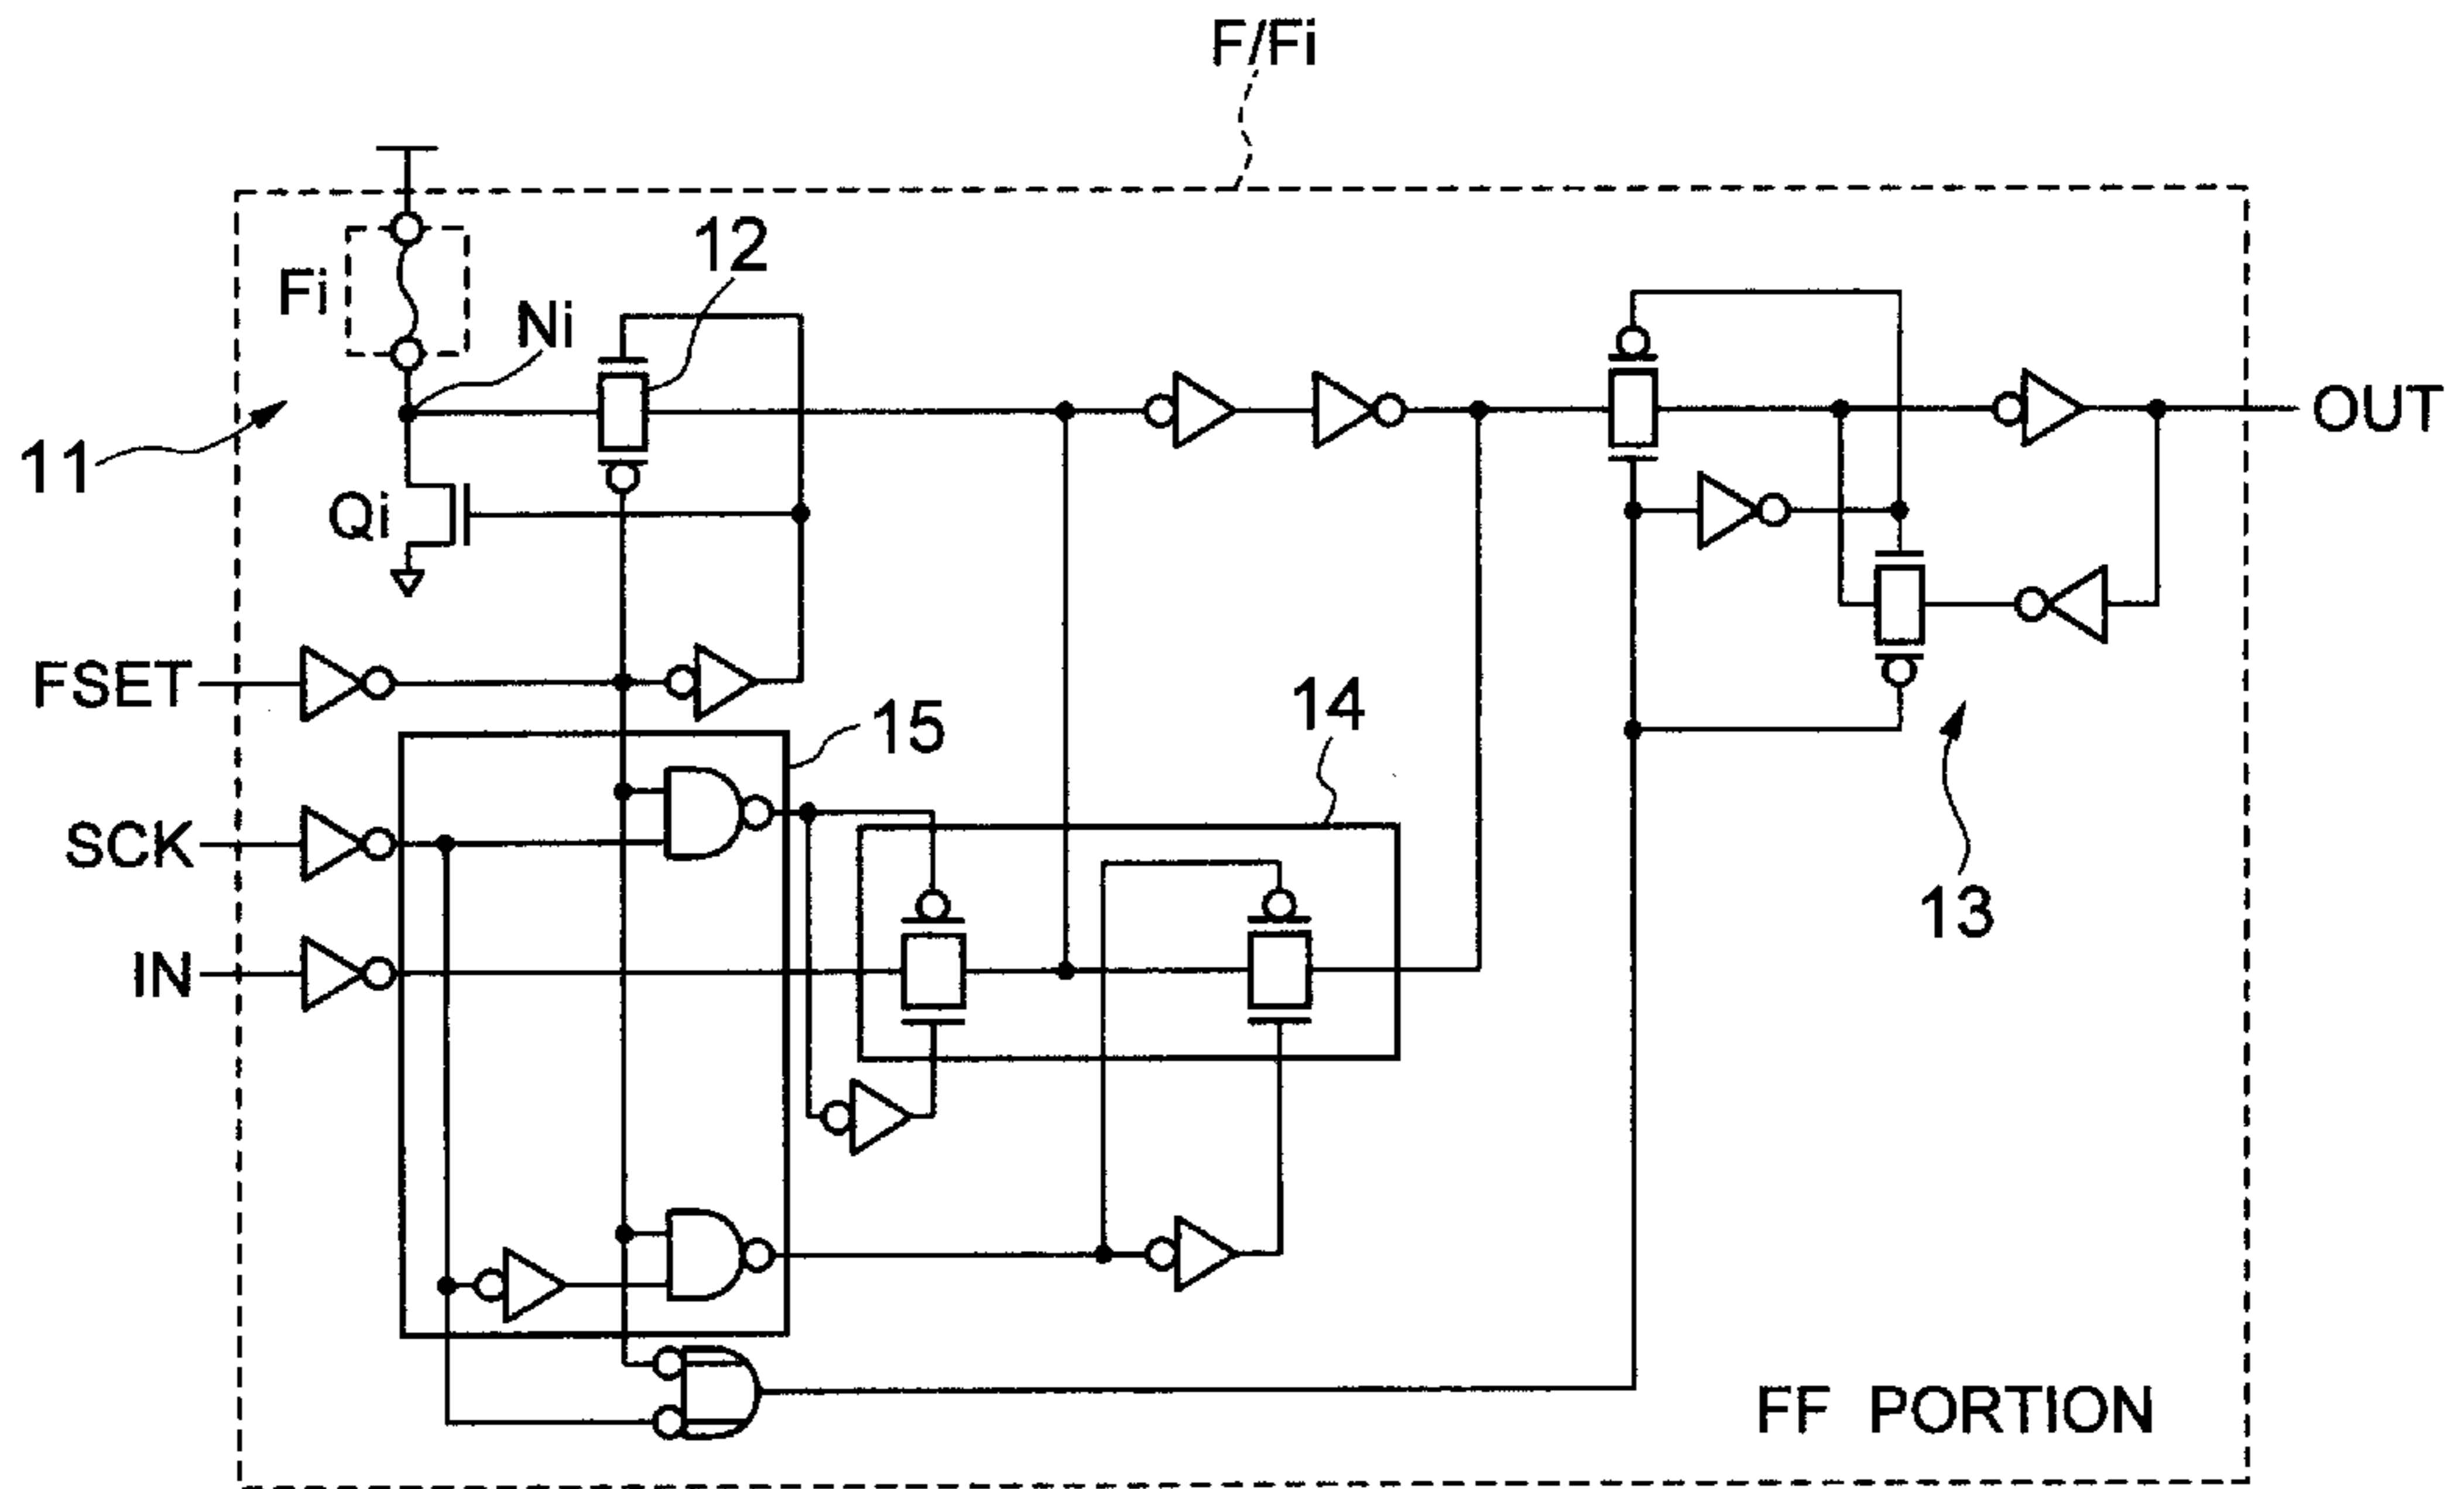 F/Fi
12
Fi
Ni
OUT
11
Qi
FSET
15
14
SCK
13
IN
FF PORTION